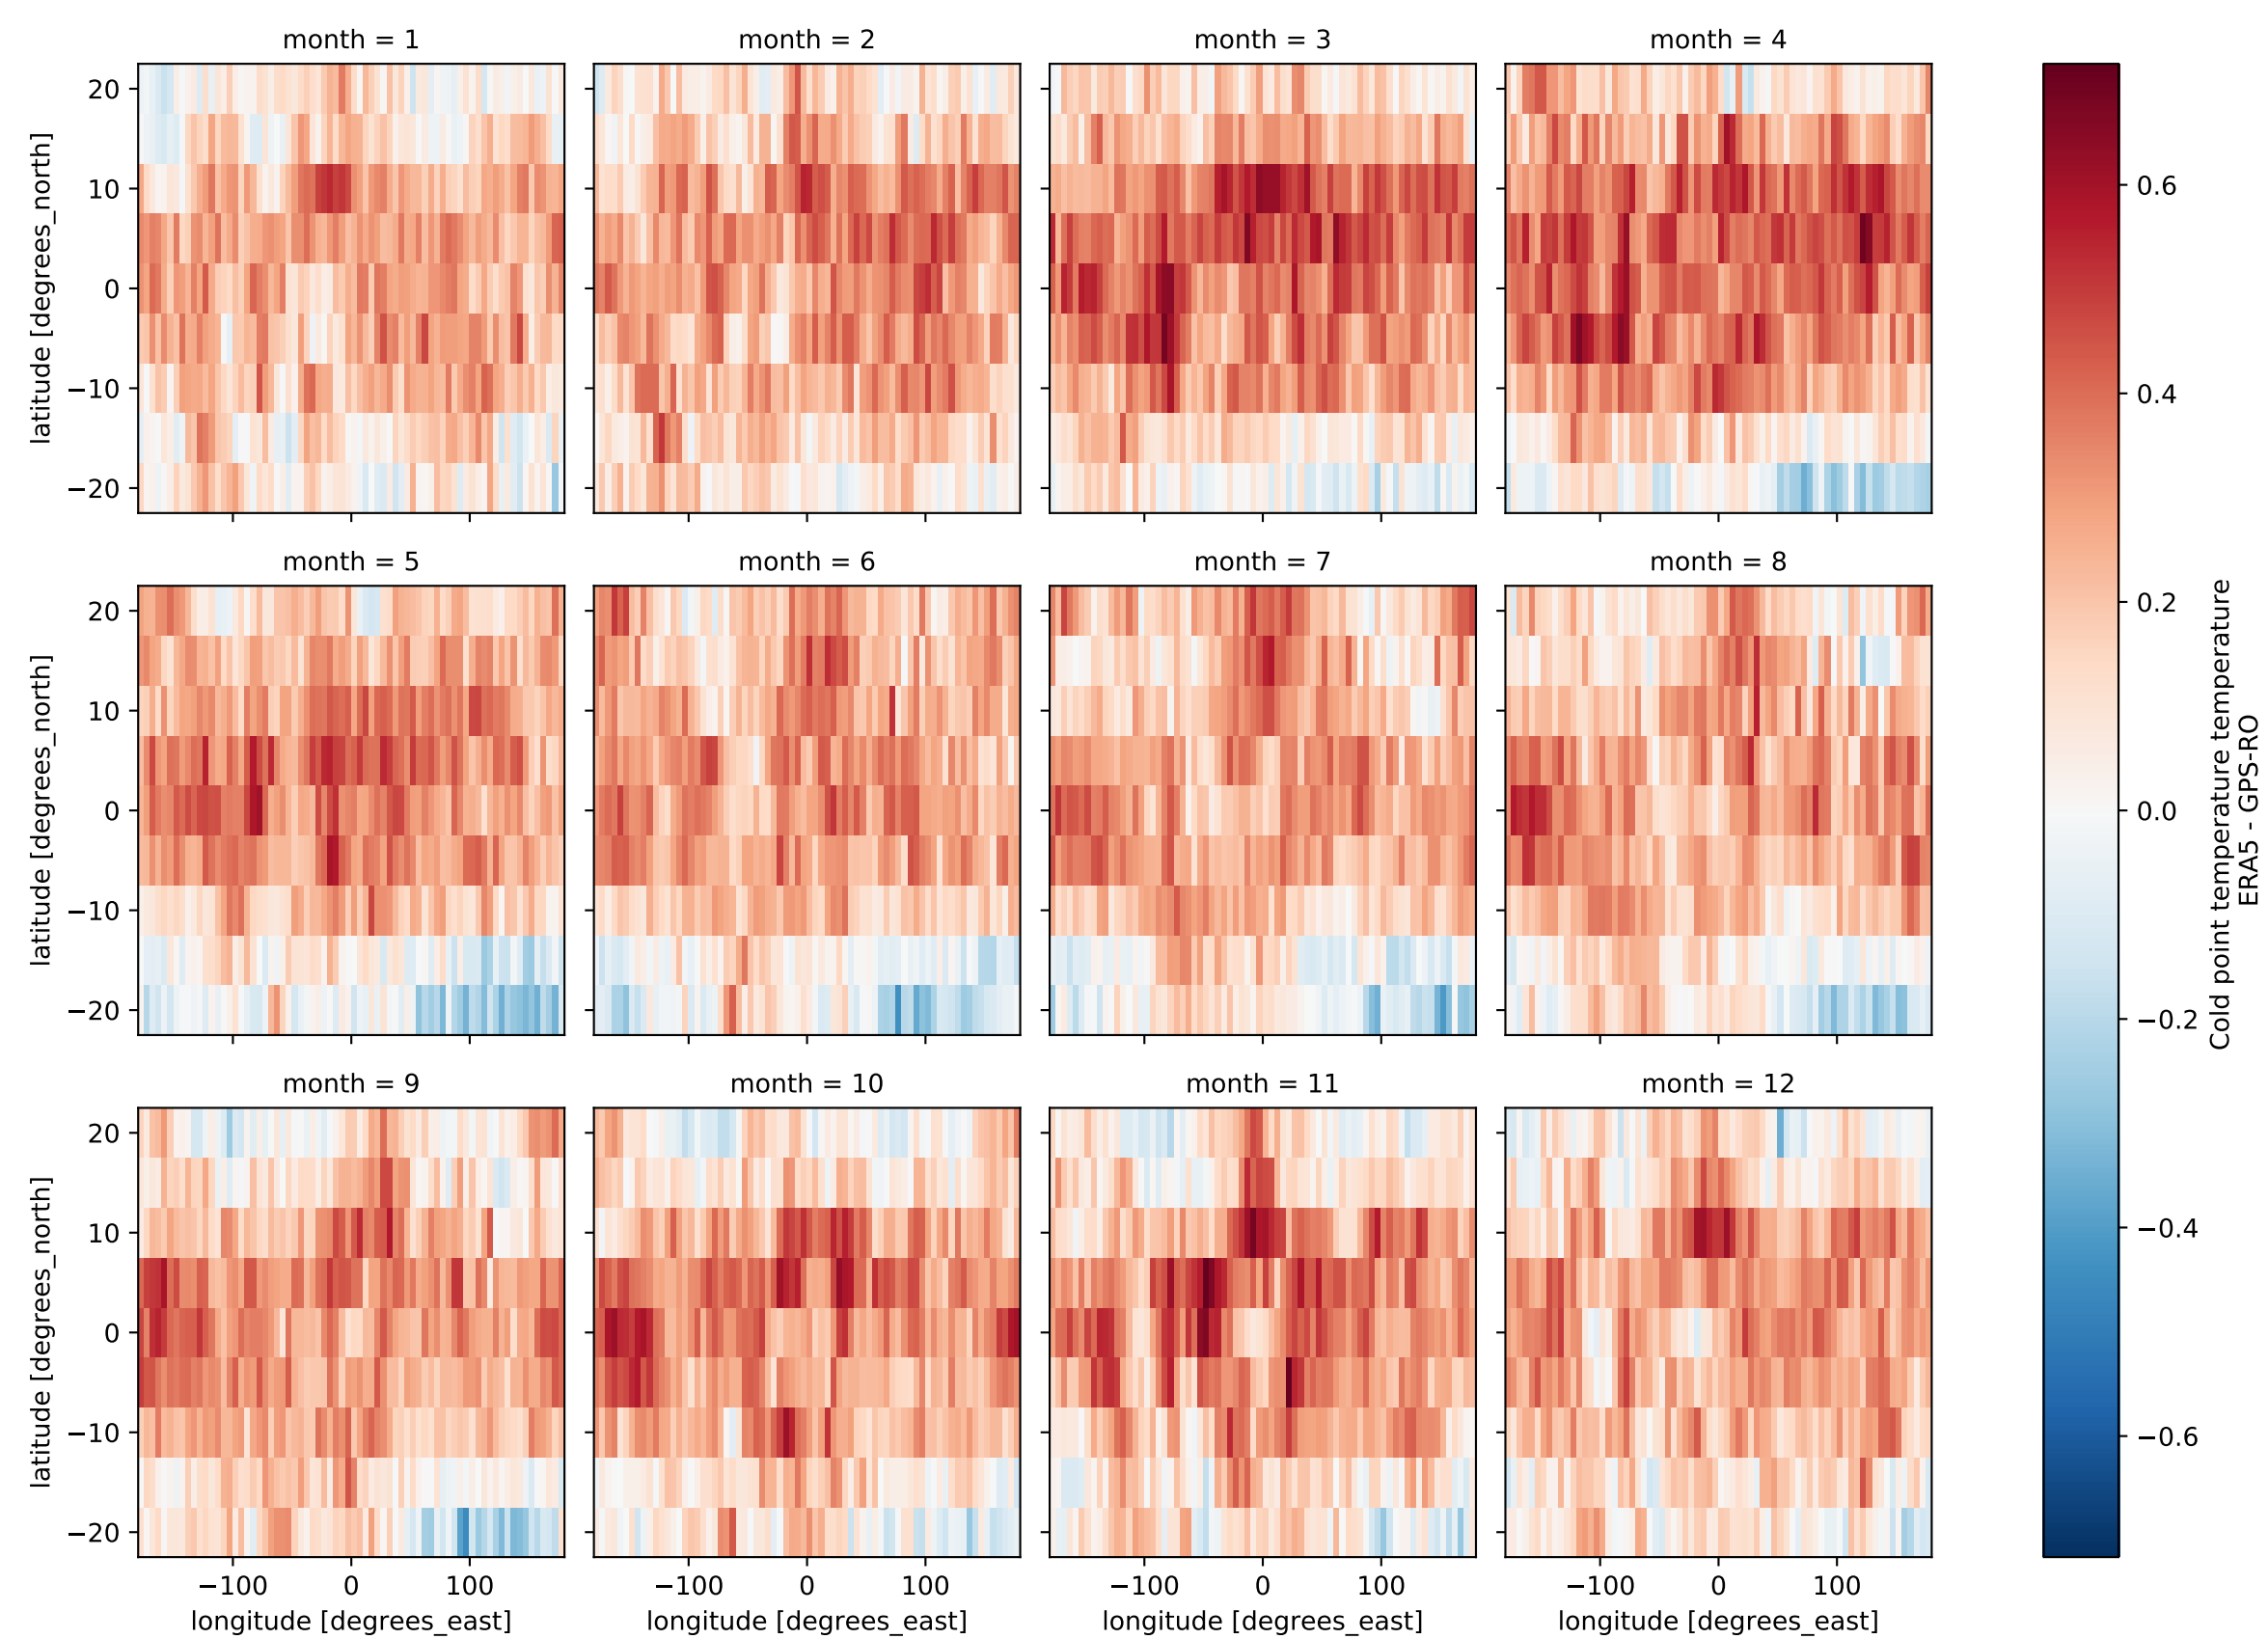 month = 1
month = 2
month = 3
month = 4
20
10
0
−10
−20
latitude [degrees_north]
month = 5
month = 6
month = 7
month = 8
20
10
0
−10
−20
latitude [degrees_north]
month = 9
month = 10
month = 11
month = 12
20
10
0
−10
−20
latitude [degrees_north]
−100 0 100
−100 0 100
−100 0 100
−100 0 100
longitude [degrees_east]
longitude [degrees_east]
longitude [degrees_east]
longitude [degrees_east]
0.6
0.4
0.2
0.0
−0.2
−0.4
−0.6
Cold point temperature temperature
ERA5 - GPS-RO